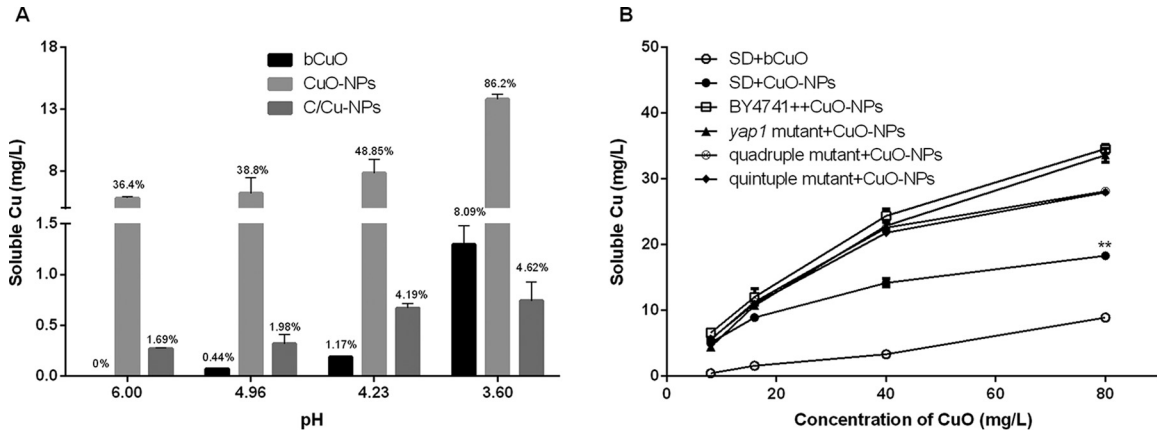 A
Soluble Cu (mg/L)
18
13
8
1.5
1.0
0.5
0.0
bCuO
CuO-NPs
C/Cu-NPs
0%
36.4%
1.69%
0.44%
38.8%
1.98%
1.17%
48.85%
4.19%
8.09%
86.2%
4.62%
6.00
4.96
4.23
3.60
pH
B
Soluble Cu (mg/L)
50
40
30
20
10
0
SD+bCuO
SD+CuO-NPs
BY4741++CuO-NPs
yap1 mutant+CuO-NPs
quadruple mutant+CuO-NPs
quintuple mutant+CuO-NPs
**
0
20
40
60
80
Concentration of CuO (mg/L)